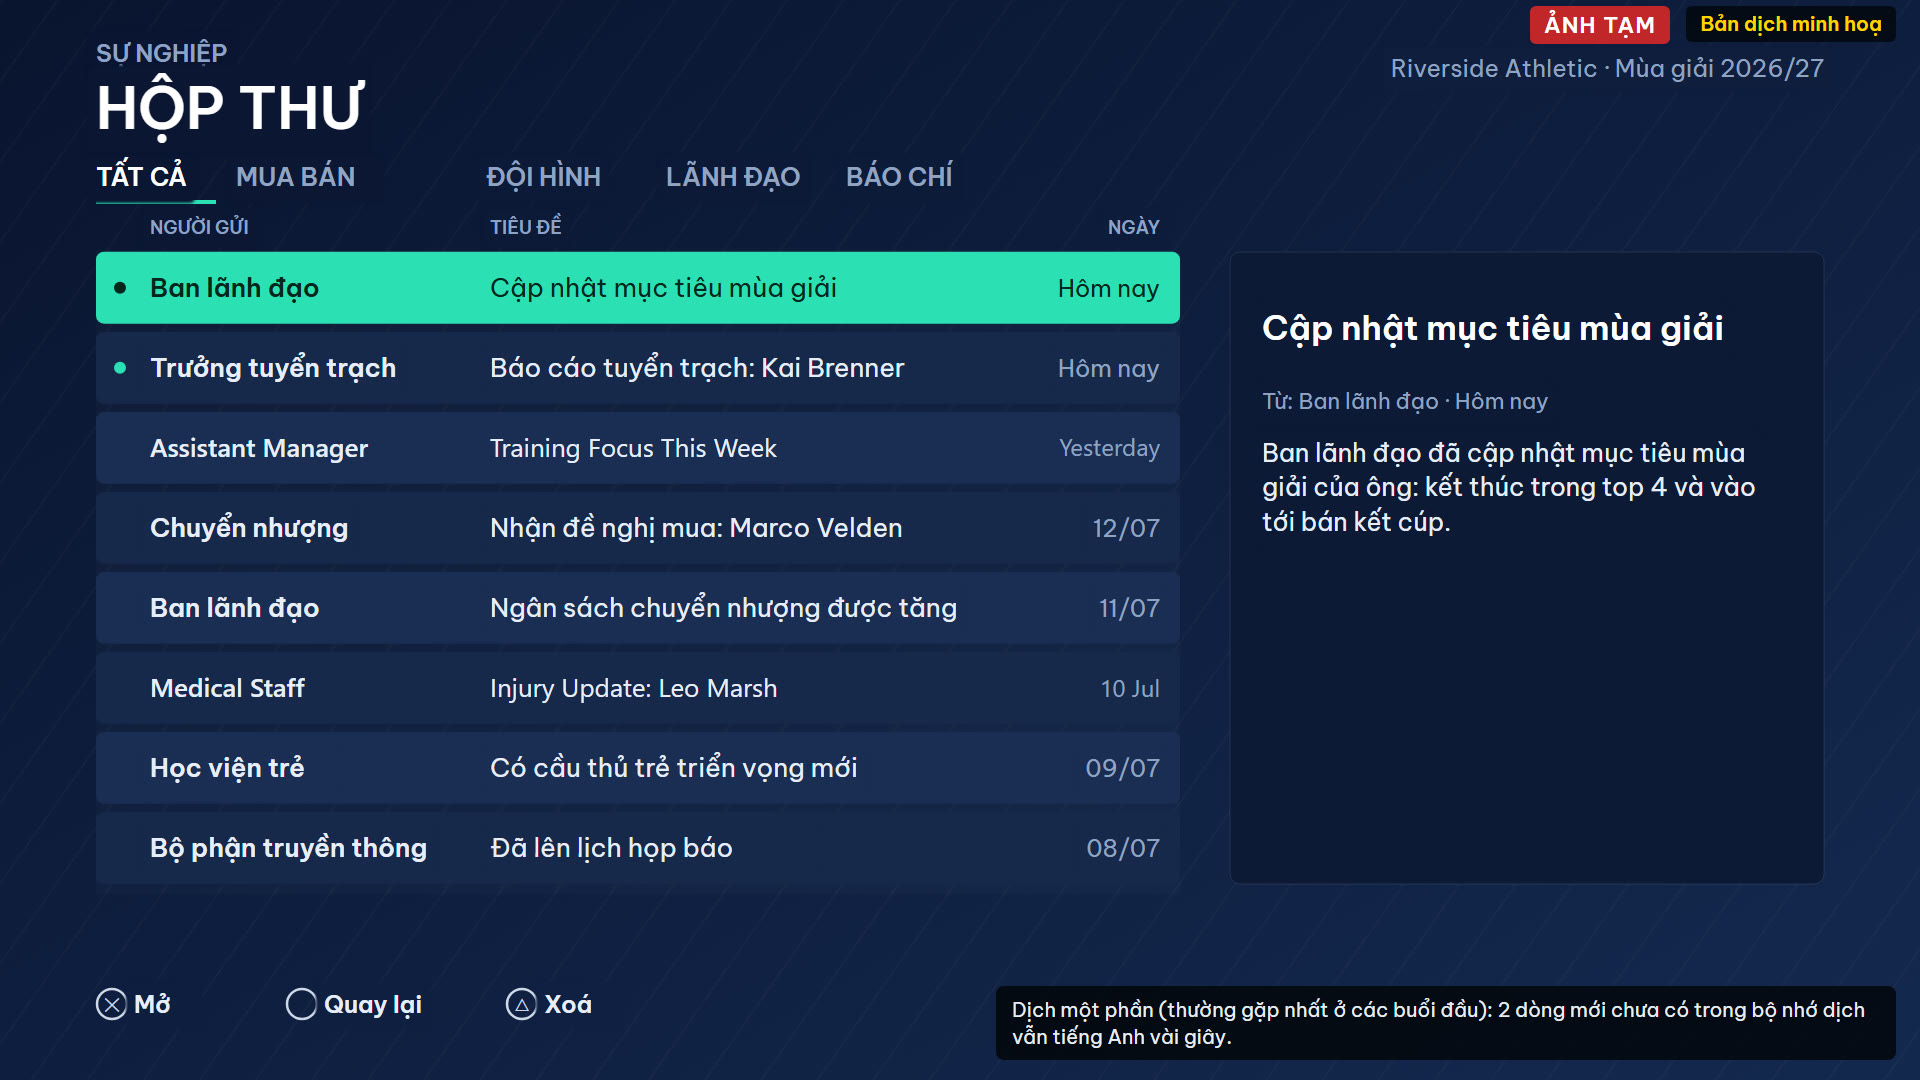 ẢNH TẠM
Bản dịch minh hoạ
SỰ NGHIỆP
Riverside Athletic · Mùa giải 2026/27
HỘP THƯ
TẤT CẢ MUA BÁN ĐỘI HÌNH LÃNH ĐẠO BÁO CHÍ
NGƯỜI GỬI TIÊU ĐỀ NGÀY
Ban lãnh đạo Cập nhật mục tiêu mùa giải Hôm nay
Trưởng tuyển trạch Báo cáo tuyển trạch: Kai Brenner Hôm nay
Assistant Manager Training Focus This Week Yesterday
Chuyển nhượng Nhận đề nghị mua: Marco Velden 12/07
Ban lãnh đạo Ngân sách chuyển nhượng được tăng 11/07
Medical Staff Injury Update: Leo Marsh 10 Jul
Học viện trẻ Có cầu thủ trẻ triển vọng mới 09/07
Bộ phận truyền thông Đã lên lịch họp báo 08/07
Cập nhật mục tiêu mùa giải
Từ: Ban lãnh đạo · Hôm nay
Ban lãnh đạo đã cập nhật mục tiêu mùa
giải của ông: kết thúc trong top 4 và vào
tới bán kết cúp.
Mở Quay lại Xoá
Dịch một phần (thường gặp nhất ở các buổi đầu): 2 dòng mới chưa có trong bộ nhớ dịch
vẫn tiếng Anh vài giây.